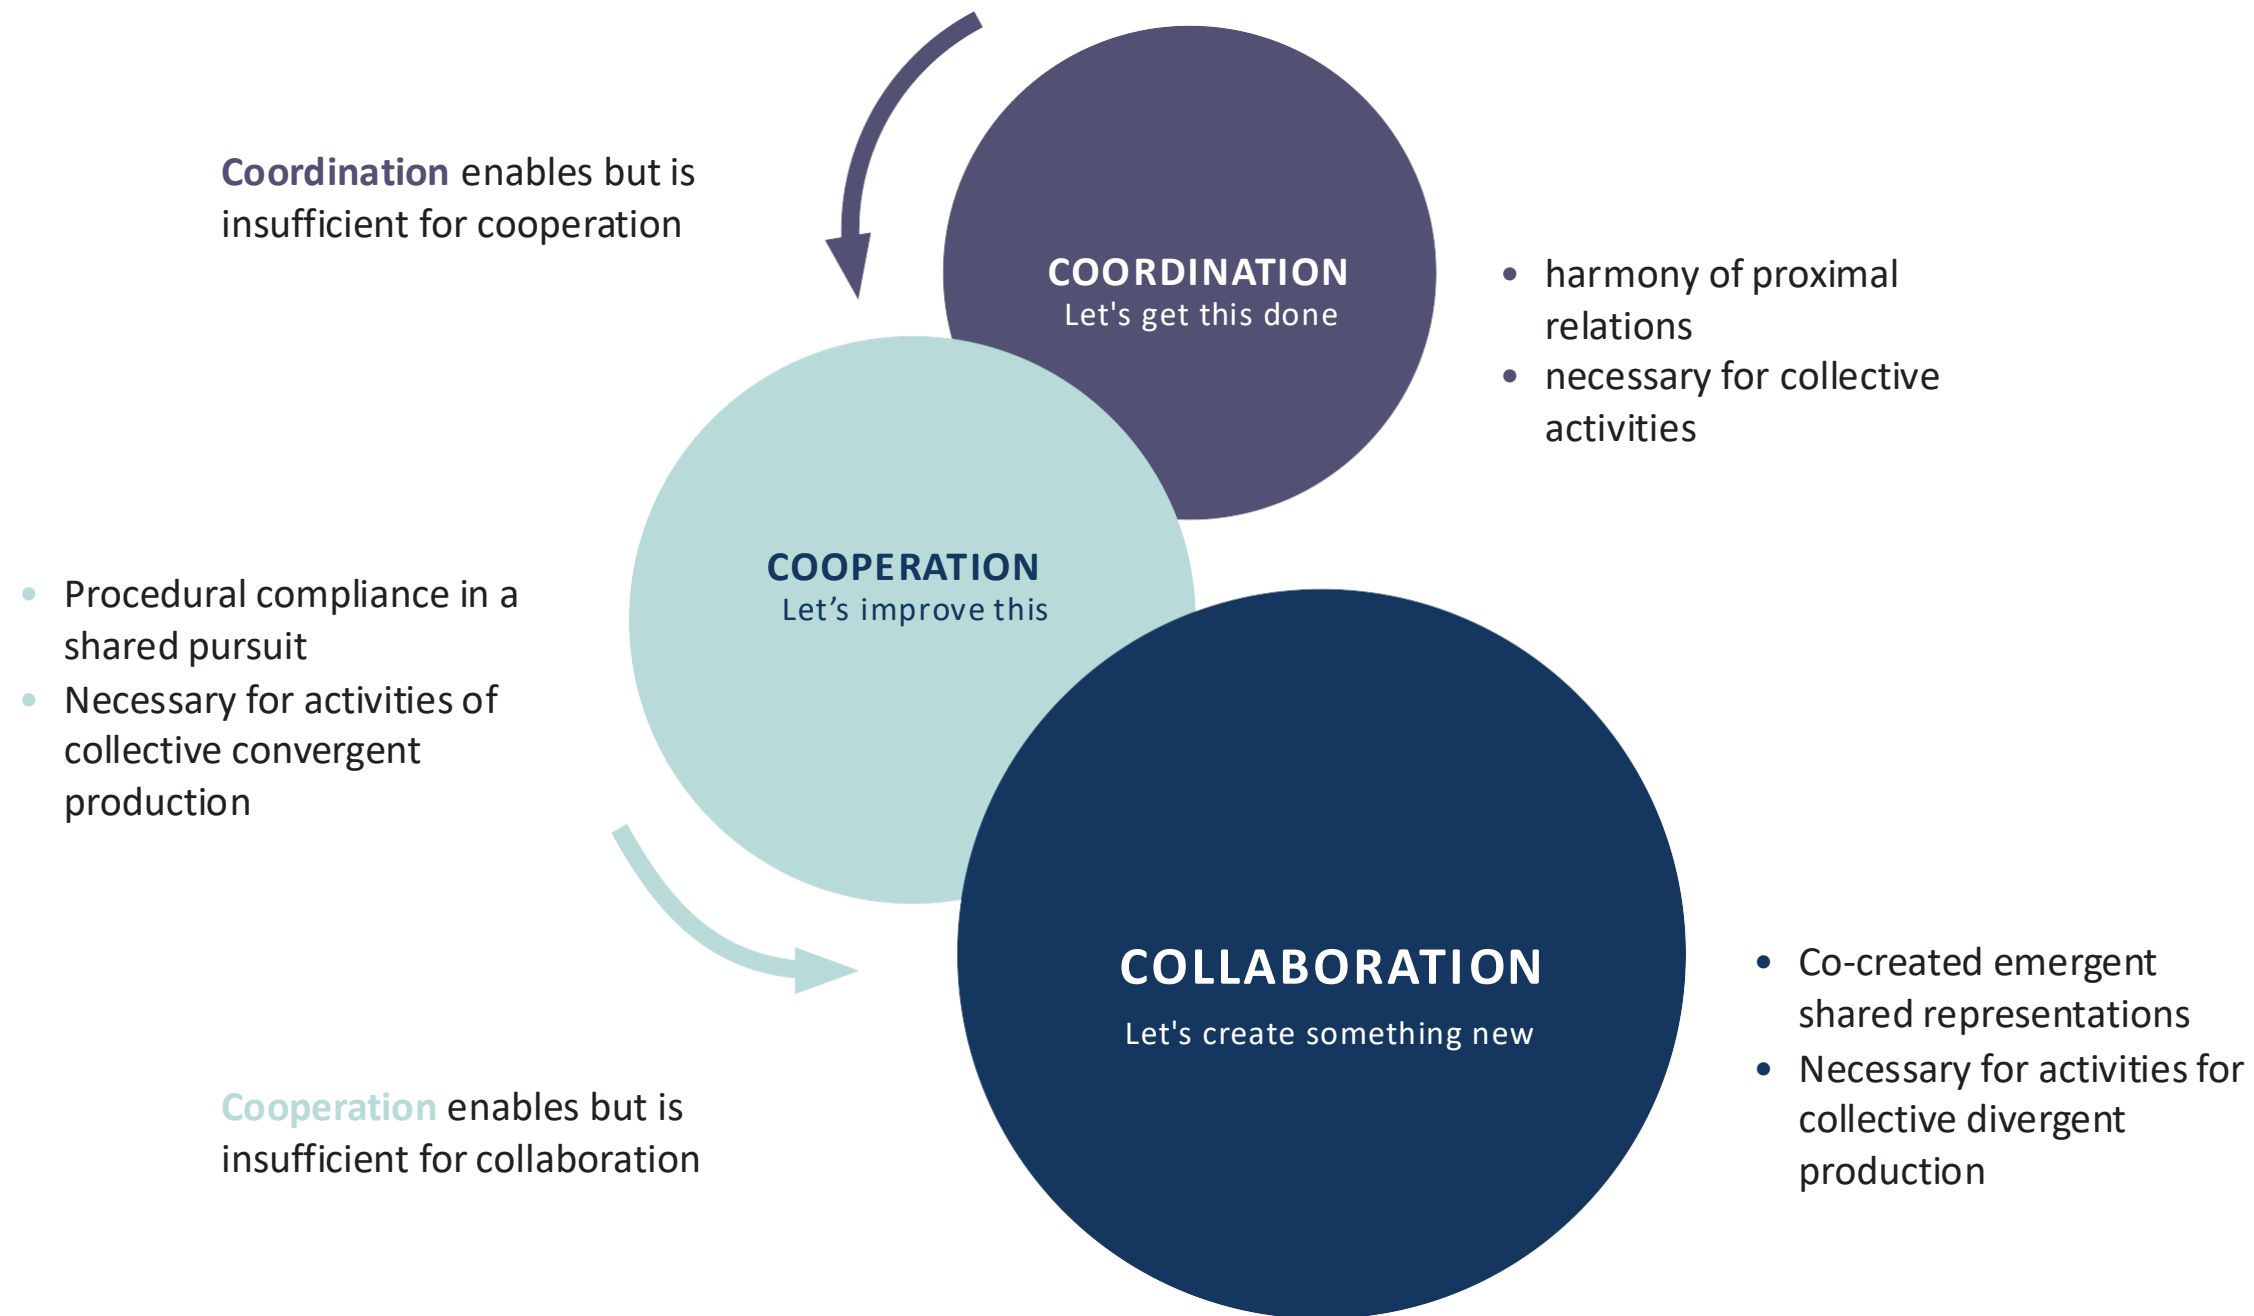 Coordination enables but is
insufficient for cooperation
COORDINATION
Let's get this done
• harmony of proximal
relations
• necessary for collective
activities
COOPERATION
Let’s improve this
• Procedural compliance in a
shared pursuit
• Necessary for activities of
collective convergent
production
COLLABORATION
Let's create something new
• Co-created emergent
shared representations
• Necessary for activities for
collective divergent
production
Cooperation enables but is
insufficient for collaboration